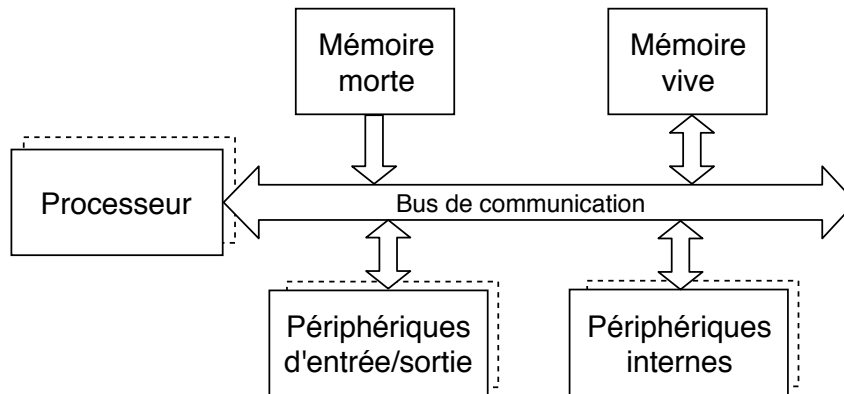 Mémoire
morte
Mémoire
vive
Processeur
Bus de communication
Périphériques
d'entrée/sortie
Périphériques
internes